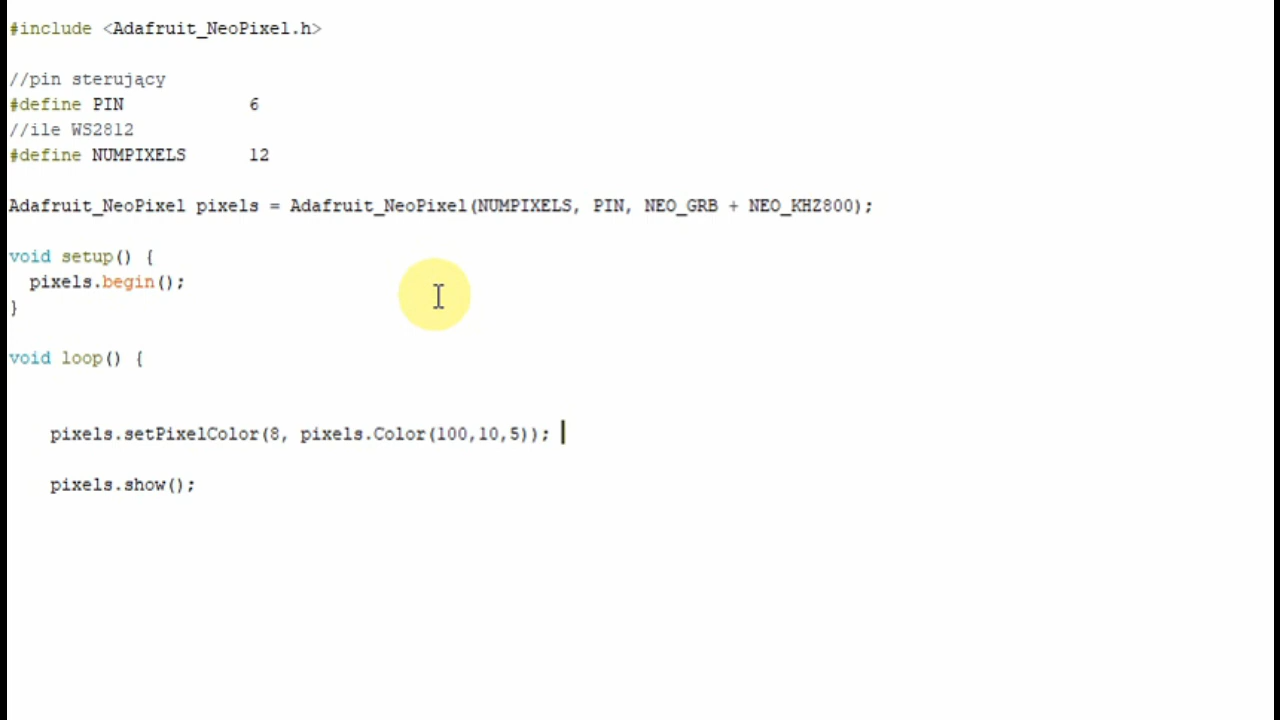 #include <Adafruit_NeoPixel.h>
//pin sterujący
#define PIN 6
//ile WS2812
#define NUMPIXELS 12
Adafruit_NeoPixel pixels = Adafruit_NeoPixel(NUMPIXELS, PIN, NEO_GRB + NEO_KHZ800);
void setup() {
pixels.begin();
}
void loop() {
pixels.setPixelColor(8, pixels.Color(100,10,5));
pixels.show();